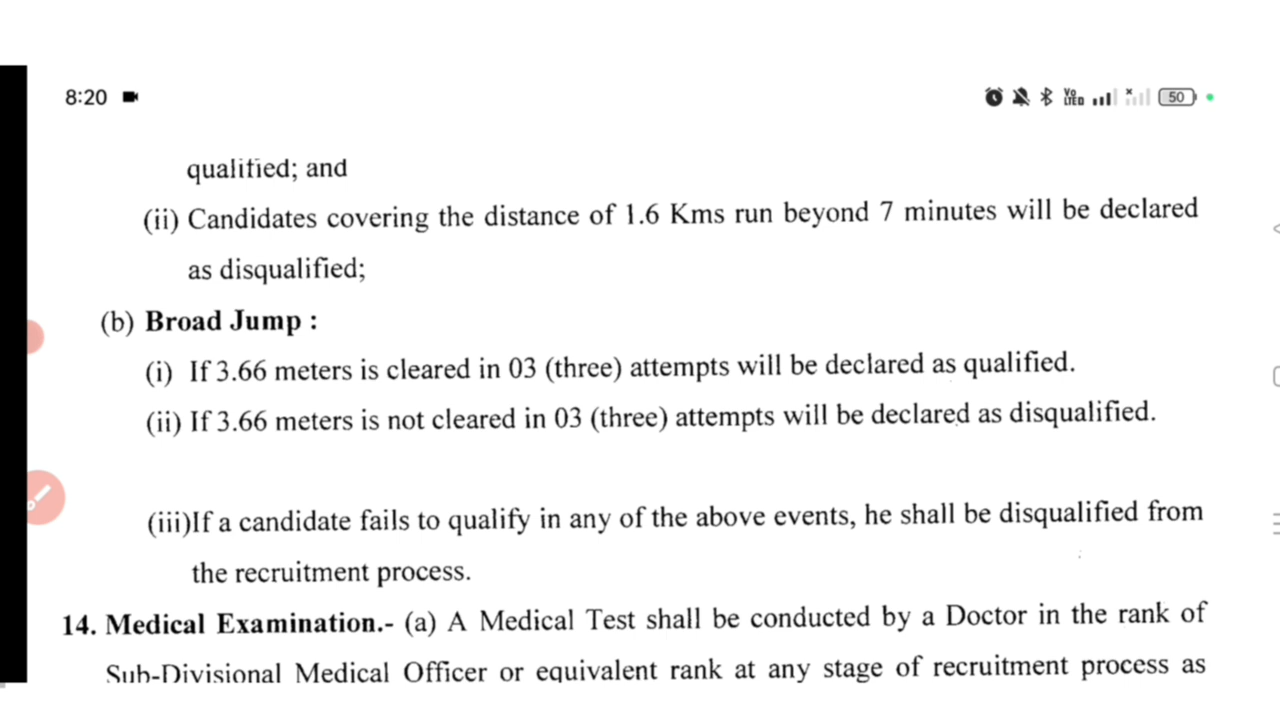 8:20
Vo LTED 50
qualified; and
(ii) Candidates covering the distance of 1.6 Kms run beyond 7 minutes will be declared
as disqualified;
(b) Broad Jump :
(i) If 3.66 meters is cleared in 03 (three) attempts will be declared as qualified.
(ii) If 3.66 meters is not cleared in 03 (three) attempts will be declared as disqualified.
(iii)If a candidate fails to qualify in any of the above events, he shall be disqualified from
the recruitment process.
14. Medical Examination.- (a) A Medical Test shall be conducted by a Doctor in the rank of
Sub-Divisional Medical Officer or equivalent rank at any stage of recruitment process as